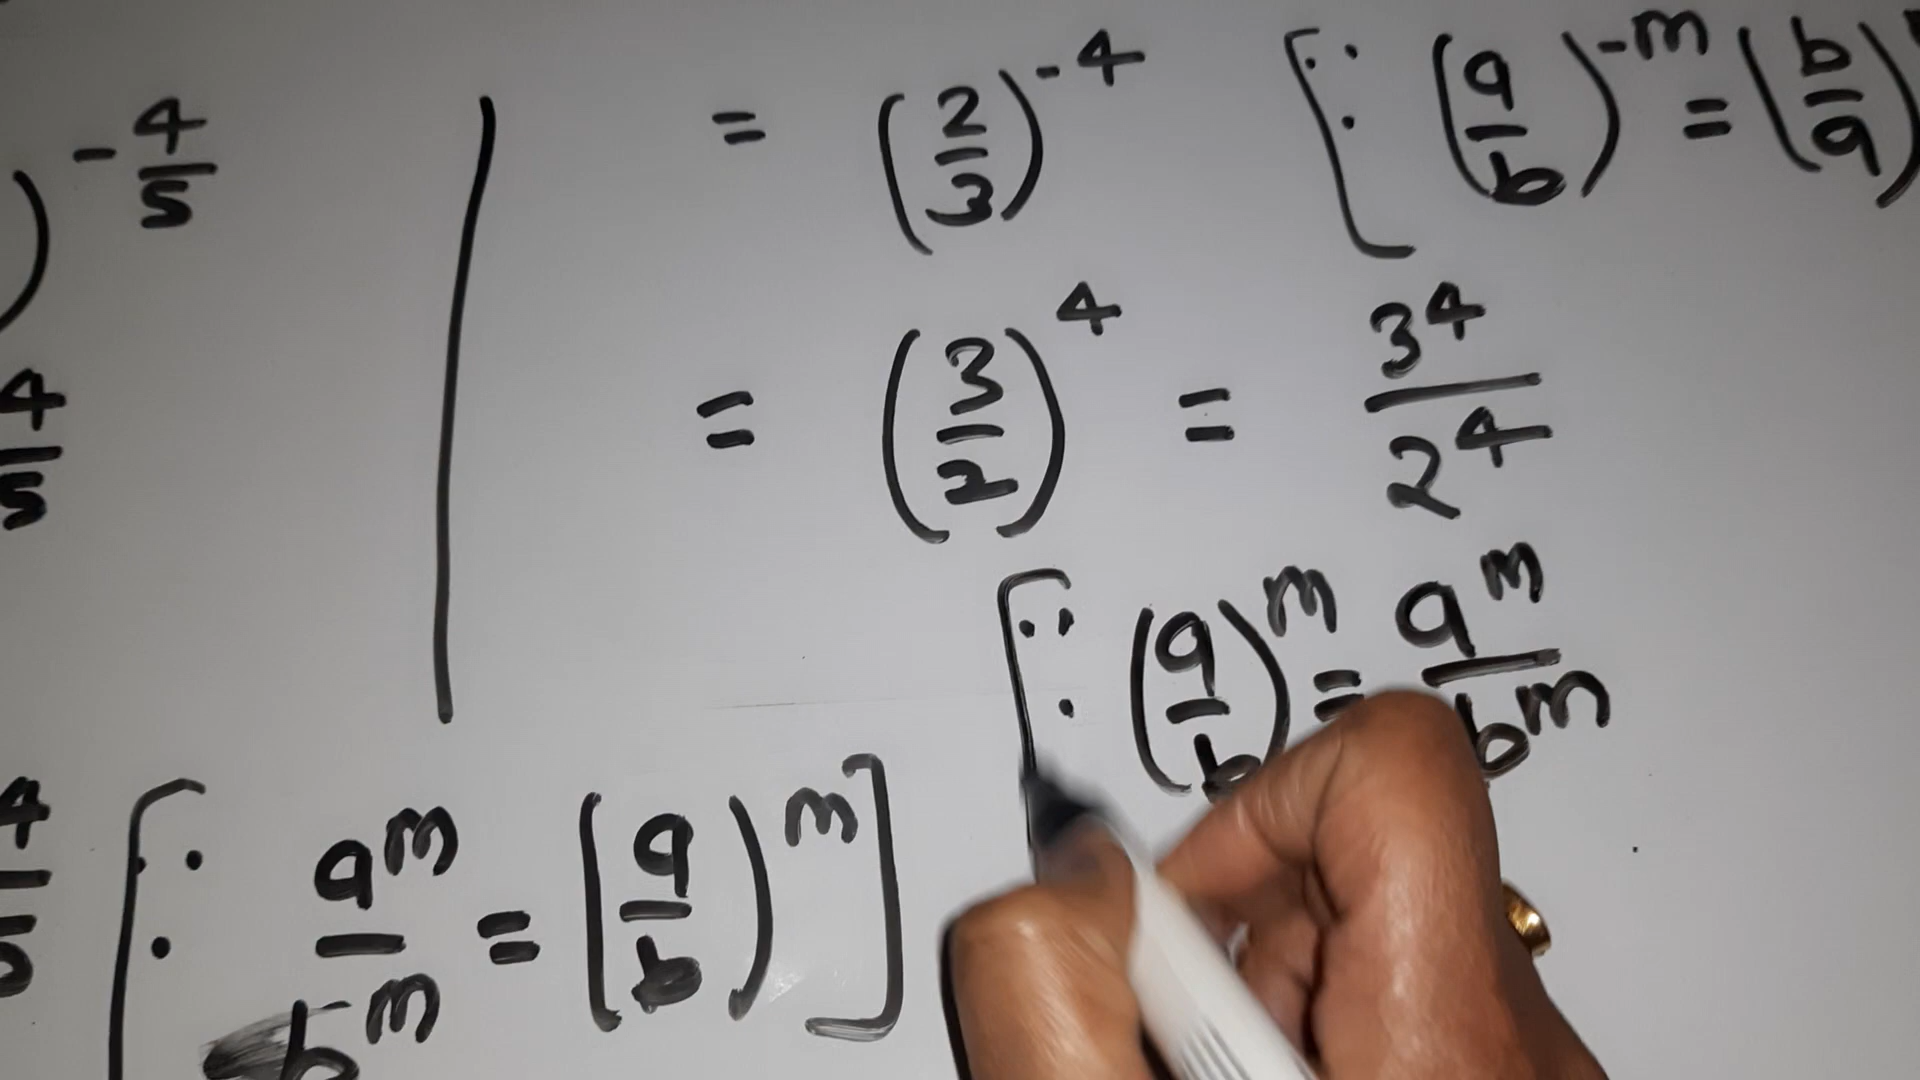 )^{-4/5}
4/5
4/5 [∵ a^m/b^m = (a/b)^m]
= (2/3)^{-4} [∵ (a/b)^{-m} = (b/a)
= (3/2)^4 = 3^4/2^4
[∵ (a/b)^m = a^m/b^m